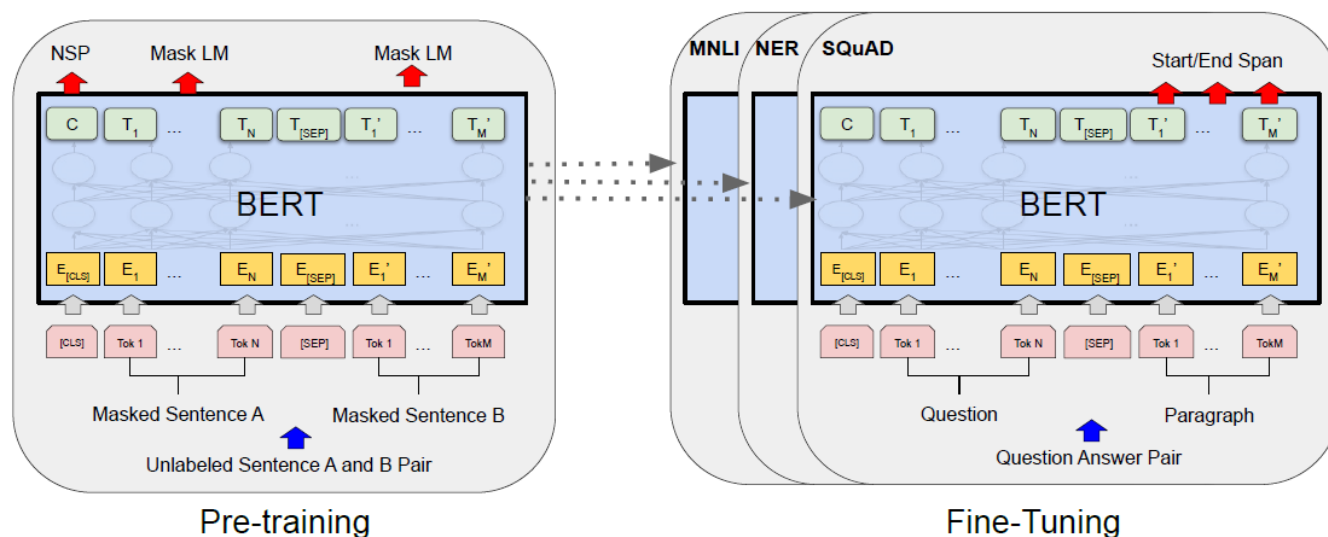 NSP Mask LM Mask LM
C T1 ... TN T[SEP] T1' ... TM'
...
BERT
...
E[CLS] E1 ... EN E[SEP] E1' ... EM'
[CLS] Tok 1 ... Tok N [SEP] Tok 1 ... TokM
Masked Sentence A Masked Sentence B
Unlabeled Sentence A and B Pair
Pre-training
MNLI NER SQuAD
Start/End Span
C T1 ... TN T[SEP] T1' ... TM'
...
BERT
...
E[CLS] E1 ... EN E[SEP] E1' ... EM'
[CLS] Tok 1 ... Tok N [SEP] Tok 1 ... TokM
Question Paragraph
Question Answer Pair
Fine-Tuning